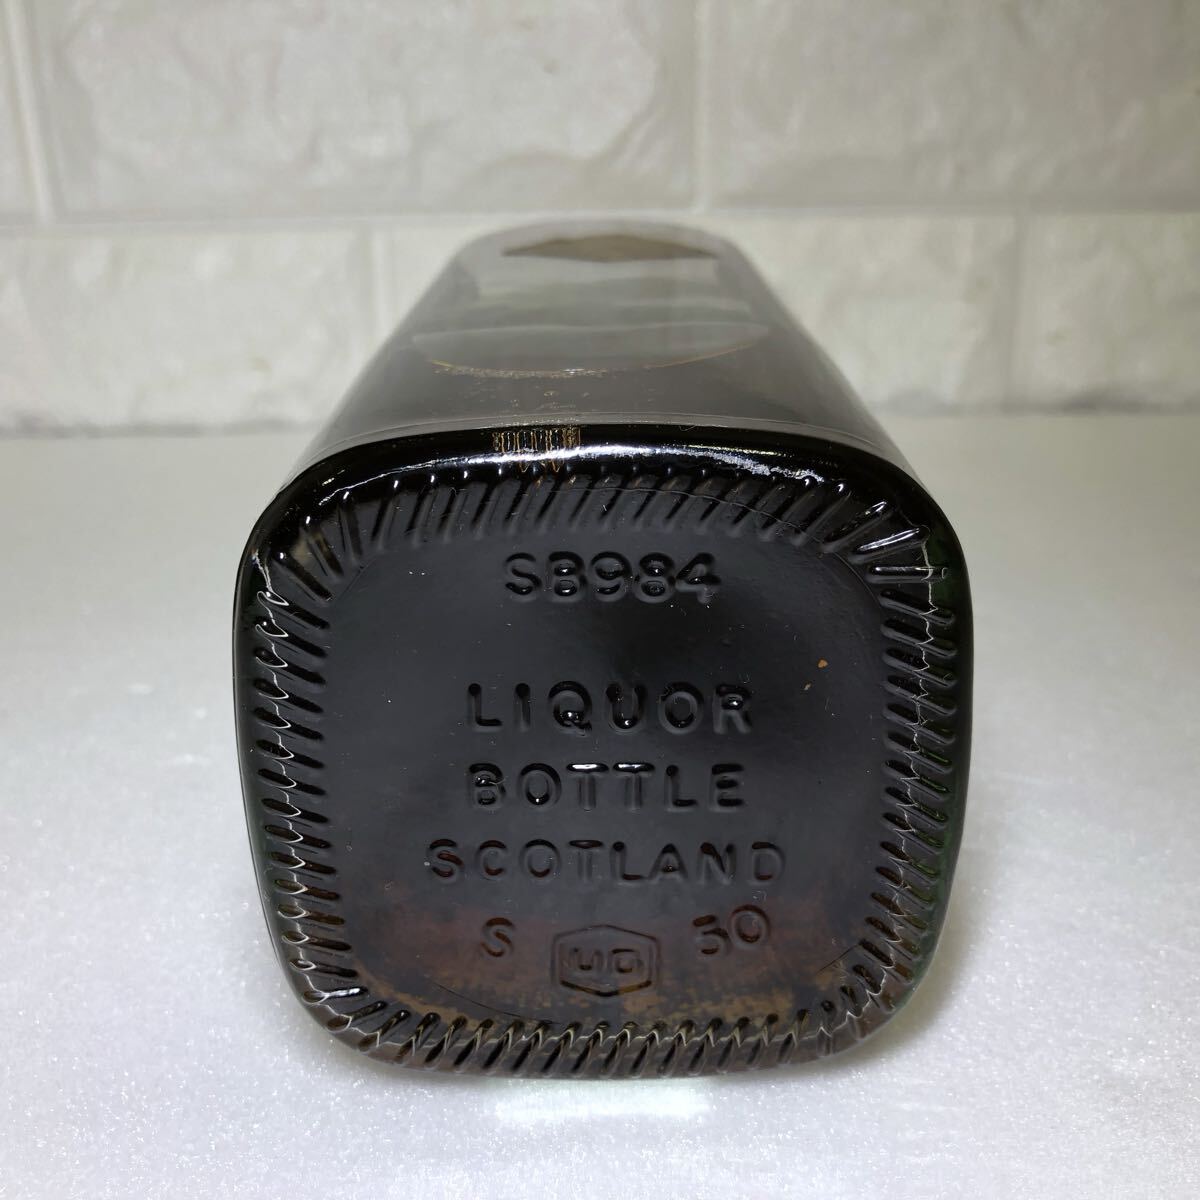 SB984
LIQUOR
BOTTLE
SCOTLAND
S UD 50